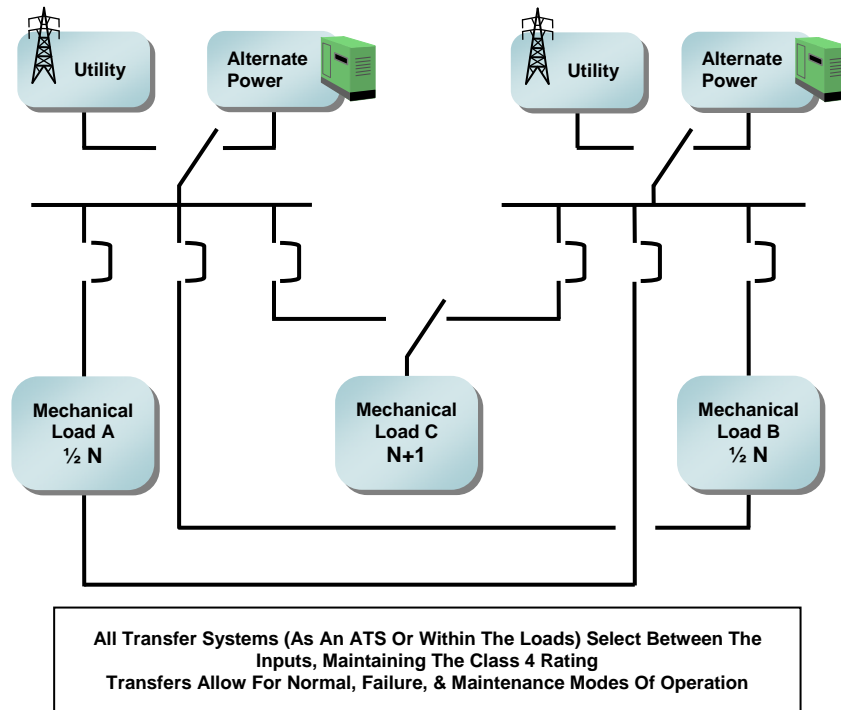 Utility
Alternate
Power
Utility
Alternate
Power
Mechanical
Load A
½ N
Mechanical
Load C
N+1
Mechanical
Load B
½ N
All Transfer Systems (As An ATS Or Within The Loads) Select Between The
Inputs, Maintaining The Class 4 Rating
Transfers Allow For Normal, Failure, & Maintenance Modes Of Operation